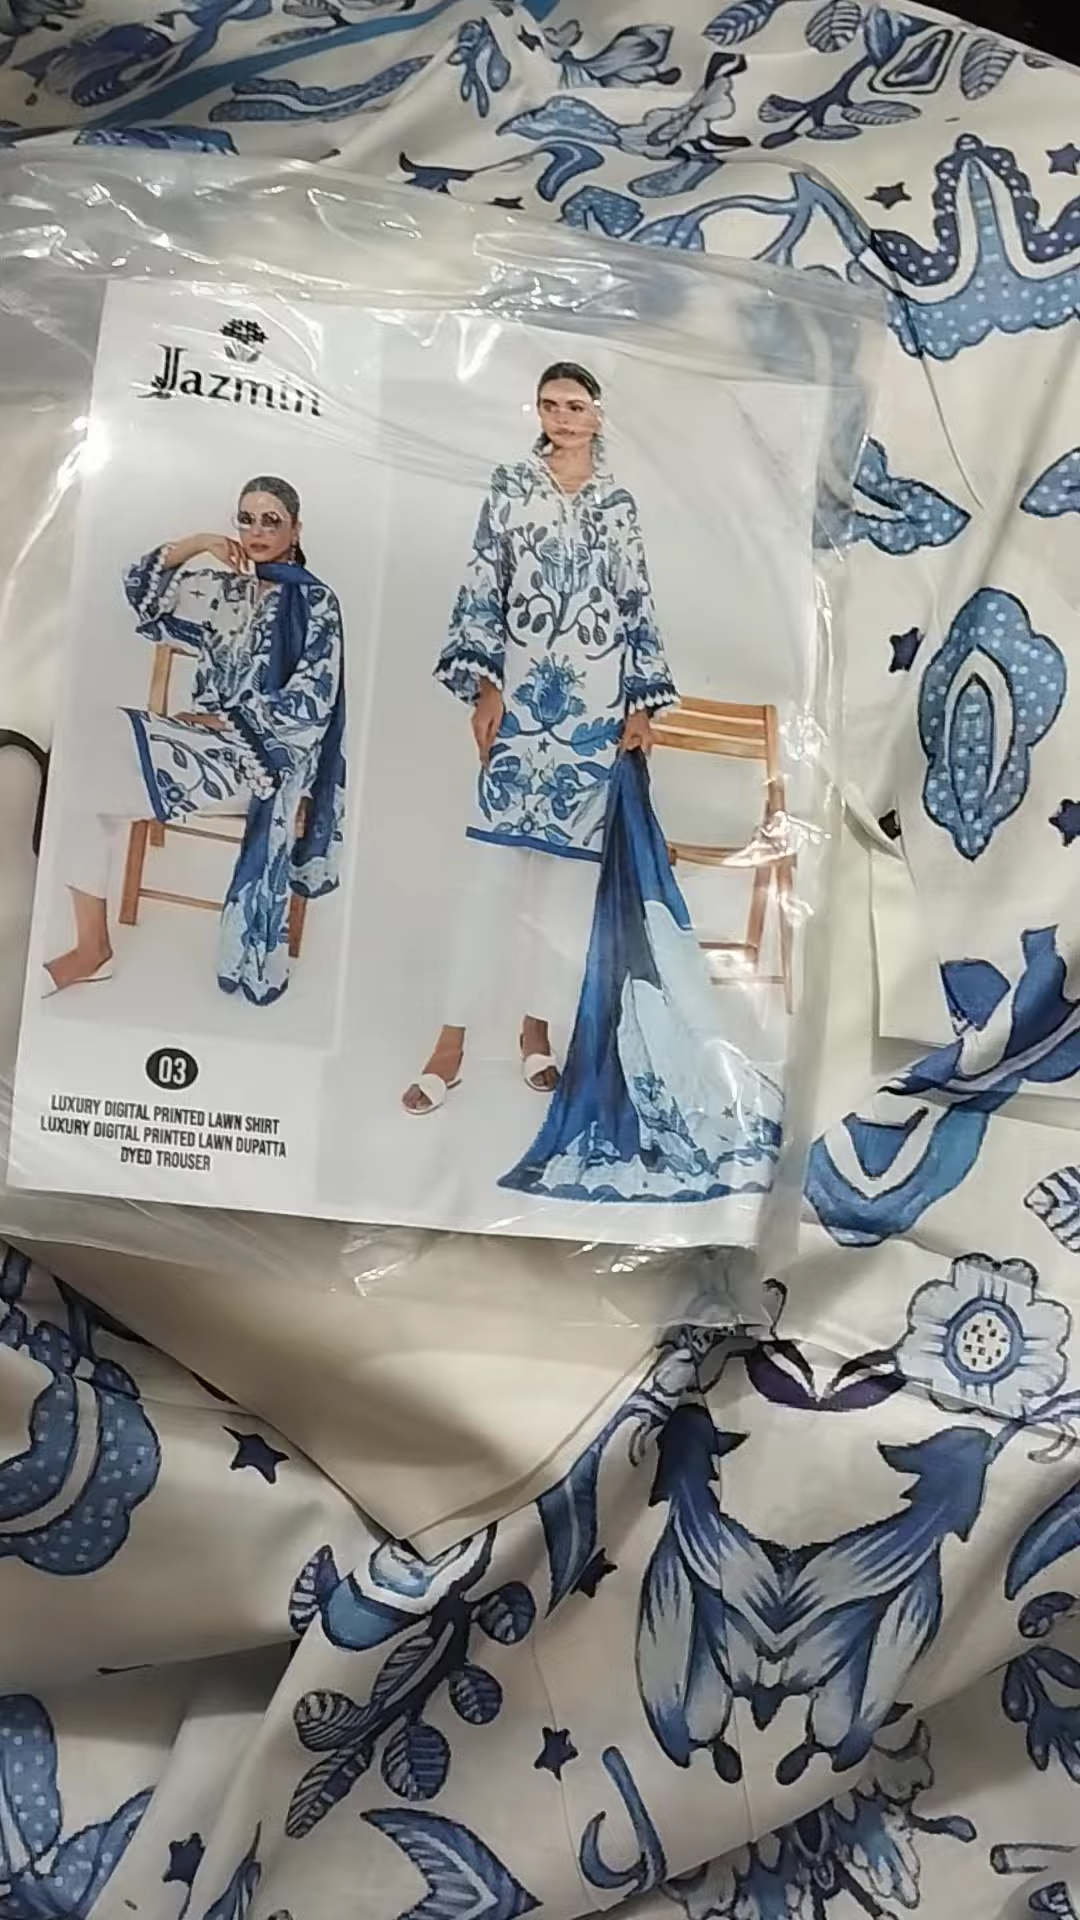 Jazmin
03
LUXURY DIGITAL PRINTED LAWN SHIRT
LUXURY DIGITAL PRINTED LAWN DUPATTA
DYED TROUSER